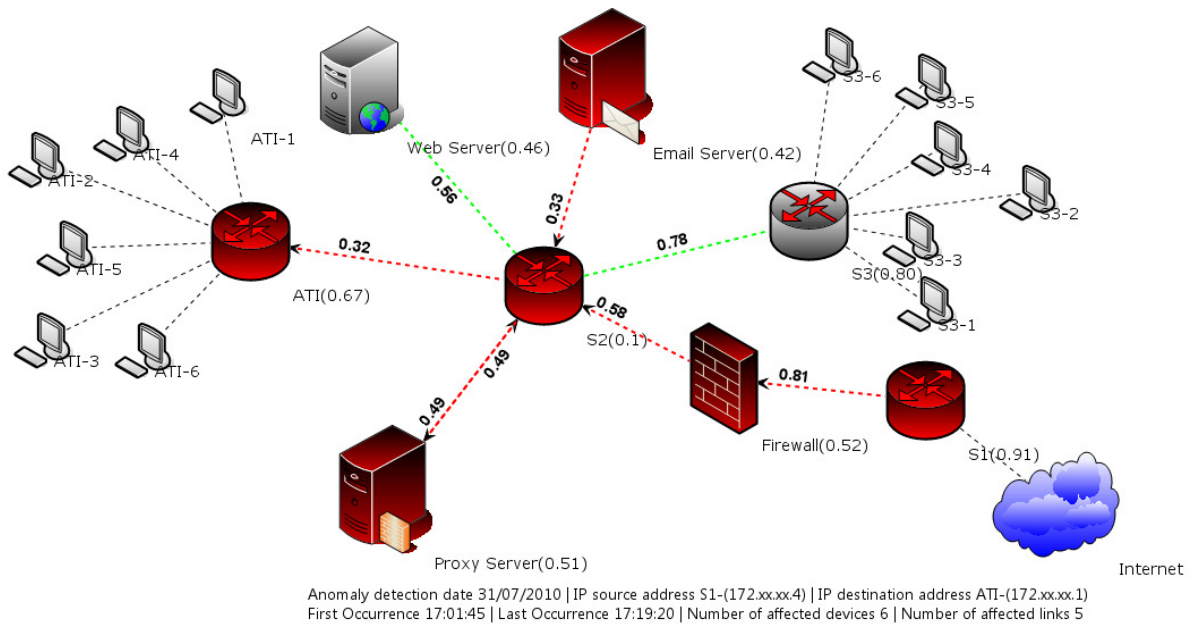 S3-6
S3-5
ATI-1
Web Server(0.46)
Email Server(0.42)
ATI-4
S3-4
ATI-2
0.56
0.33
S3-2
0.32
0.78
S3-3
ATI-5
S3(0.80)
ATI(0.67)
0.58
S3-1
S2(0.1)
ATI-3
ATI-6
0.49
0.81
0.49
Firewall(0.52)
S1(0.91)
Proxy Server(0.51)
Internet
Anomaly detection date 31/07/2010 | IP source address S1-(172.xx.xx.4) | IP destination address ATI-(172.xx.xx.1)
First Occurrence 17:01:45 | Last Occurrence 17:19:20 | Number of affected devices 6 | Number of affected links 5